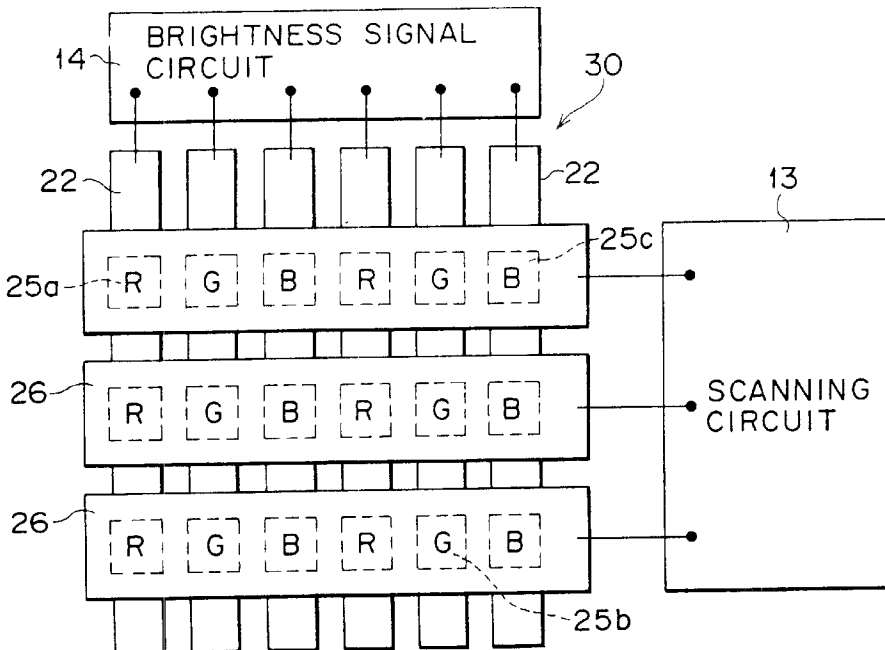 BRIGHTNESS SIGNAL
CIRCUIT
14
30
22
22
13
25c
25a
R G B R G B
26
R G B R G B
SCANNING
CIRCUIT
26
R G B R G B
25b